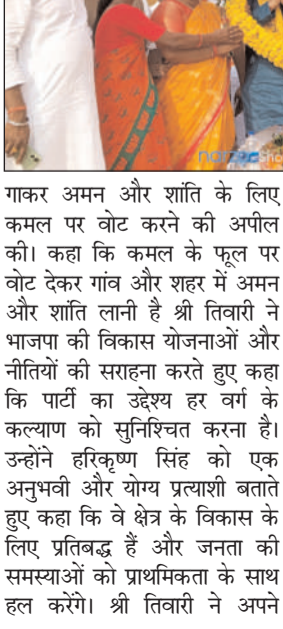 गाकर अमन और शांति के लिए
कमल पर वोट करने की अपील
की। कहा कि कमल के फूल पर
वोट देकर गांव और शहर में अमन
और शांति लानी है श्री तिवारी ने
भाजपा की विकास योजनाओं और
नीतियों की सराहना करते हुए कहा
कि पार्टी का उद्देश्य हर वर्ग के
कल्याण को सुनिश्चित करना है।
उन्होंने हरिकृष्ण सिंह को एक
अनुभवी और योग्य प्रत्याशी बताते
हुए कहा कि वे क्षेत्र के विकास के
लिए प्रतिबद्ध हैं और जनता की
समस्याओं को प्राथमिकता के साथ
हल करेंगे। श्री तिवारी ने अपने